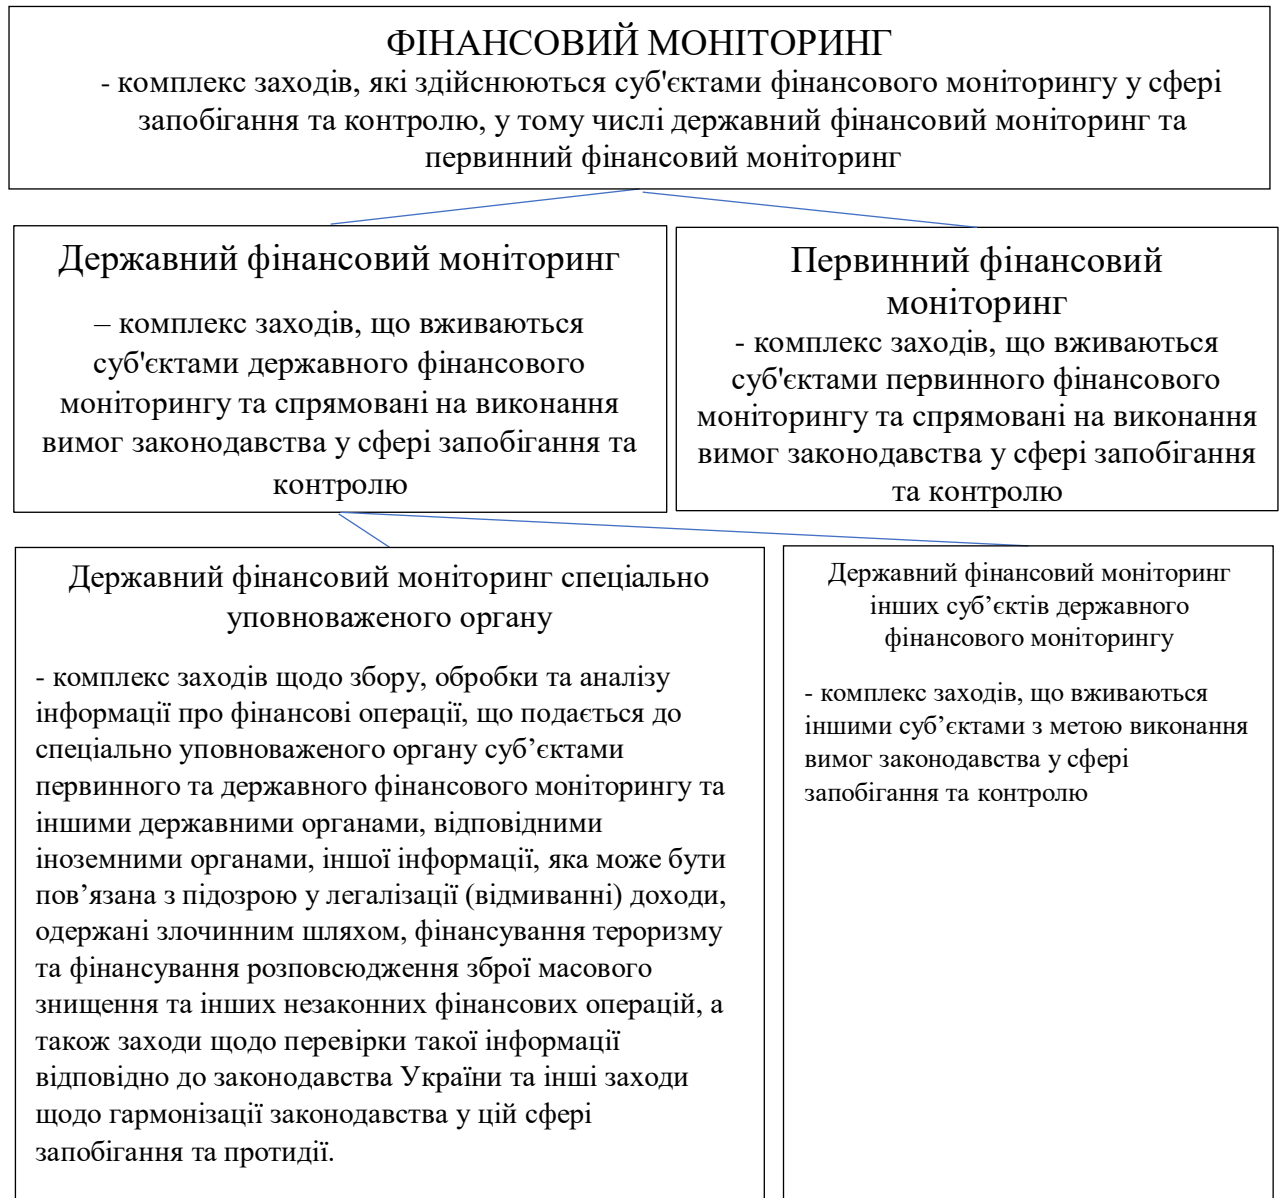 ФІНАНСОВИЙ МОНІТОРИНГ
- комплекс заходів, які здійснюються суб'єктами фінансового моніторингу у сфері
запобігання та контролю, у тому числі державний фінансовий моніторинг та
первинний фінансовий моніторинг
Державний фінансовий моніторинг
– комплекс заходів, що вживаються
суб'єктами державного фінансового
моніторингу та спрямовані на виконання
вимог законодавства у сфері запобігання та
контролю
Первинний фінансовий
моніторинг
- комплекс заходів, що вживаються
суб'єктами первинного фінансового
моніторингу та спрямовані на виконання
вимог законодавства у сфері запобігання
та контролю
Державний фінансовий моніторинг спеціально
уповноваженого органу
- комплекс заходів щодо збору, обробки та аналізу
інформації про фінансові операції, що подається до
спеціально уповноваженого органу суб’єктами
первинного та державного фінансового моніторингу та
іншими державними органами, відповідними
іноземними органами, іншої інформації, яка може бути
пов’язана з підозрою у легалізації (відмиванні) доходи,
одержані злочинним шляхом, фінансування тероризму
та фінансування розповсюдження зброї масового
знищення та інших незаконних фінансових операцій, а
також заходи щодо перевірки такої інформації
відповідно до законодавства України та інші заходи
щодо гармонізації законодавства у цій сфері
запобігання та протидії.
Державний фінансовий моніторинг
інших суб’єктів державного
фінансового моніторингу
- комплекс заходів, що вживаються
іншими суб’єктами з метою виконання
вимог законодавства у сфері
запобігання та контролю